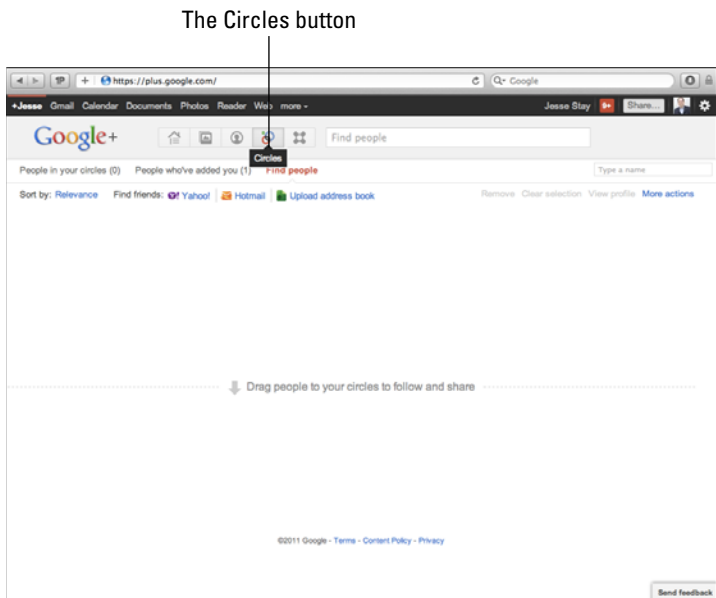 The Circles button
https://plus.google.com/
Google
+Jesse Gmail Calendar Documents Photos Reader Web more
Jesse Stay 9+ Share...
Google+
Find people
Circles
People in your circles (0) People who've added you (1) Find people
Type a name
Sort by: Relevance Find friends: Yahoo! Hotmail Upload address book
Remove Clear selection View profile More actions
Drag people to your circles to follow and share
©2011 Google - Terms - Content Policy - Privacy
Send feedback